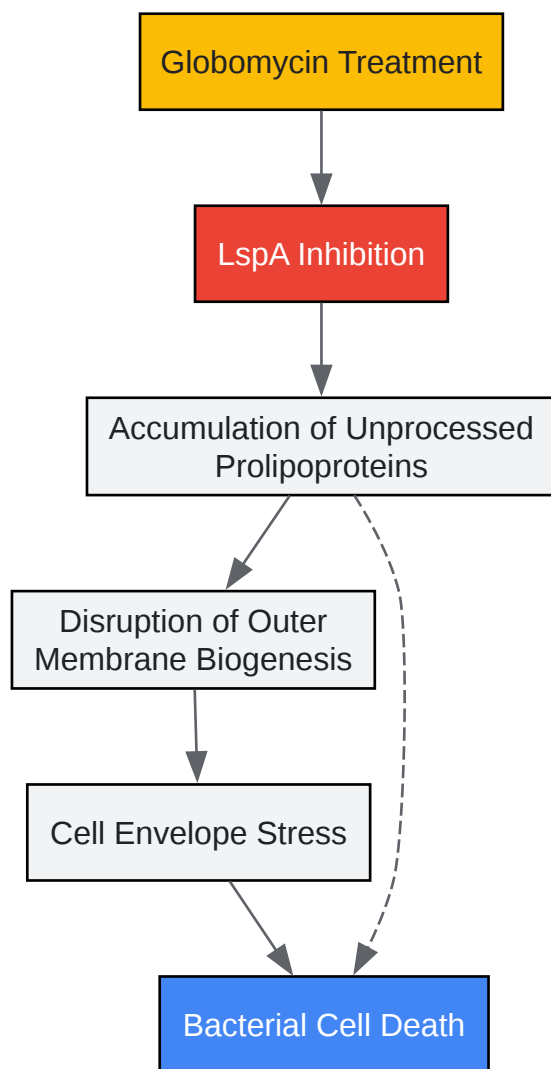 Globomycin Treatment
LspA Inhibition
Accumulation of Unprocessed
Prolipoproteins
Disruption of Outer
Membrane Biogenesis
Cell Envelope Stress
Bacterial Cell Death